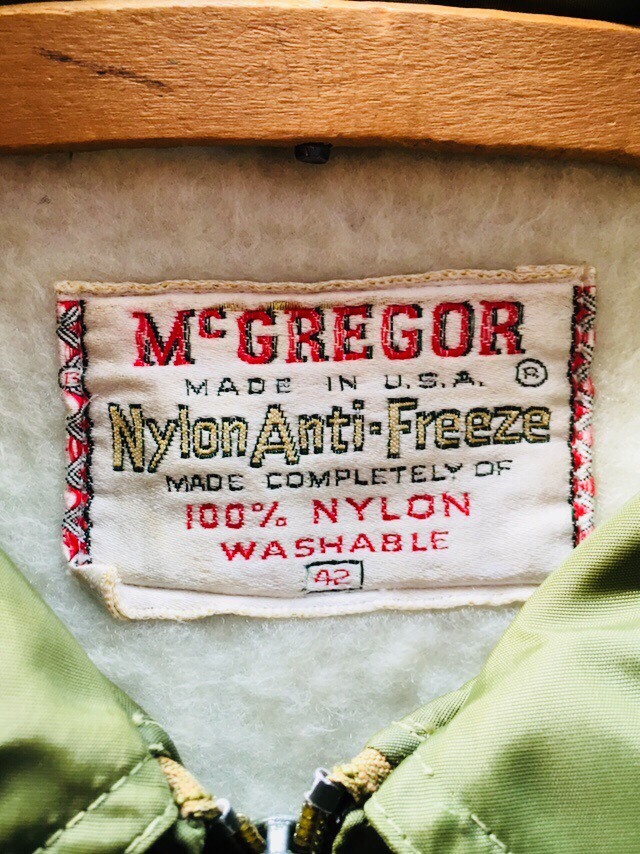 McGREGOR
MADE IN U.S.A. ®
Nylon Anti-Freeze
MADE COMPLETELY OF
100% NYLON
WASHABLE
42